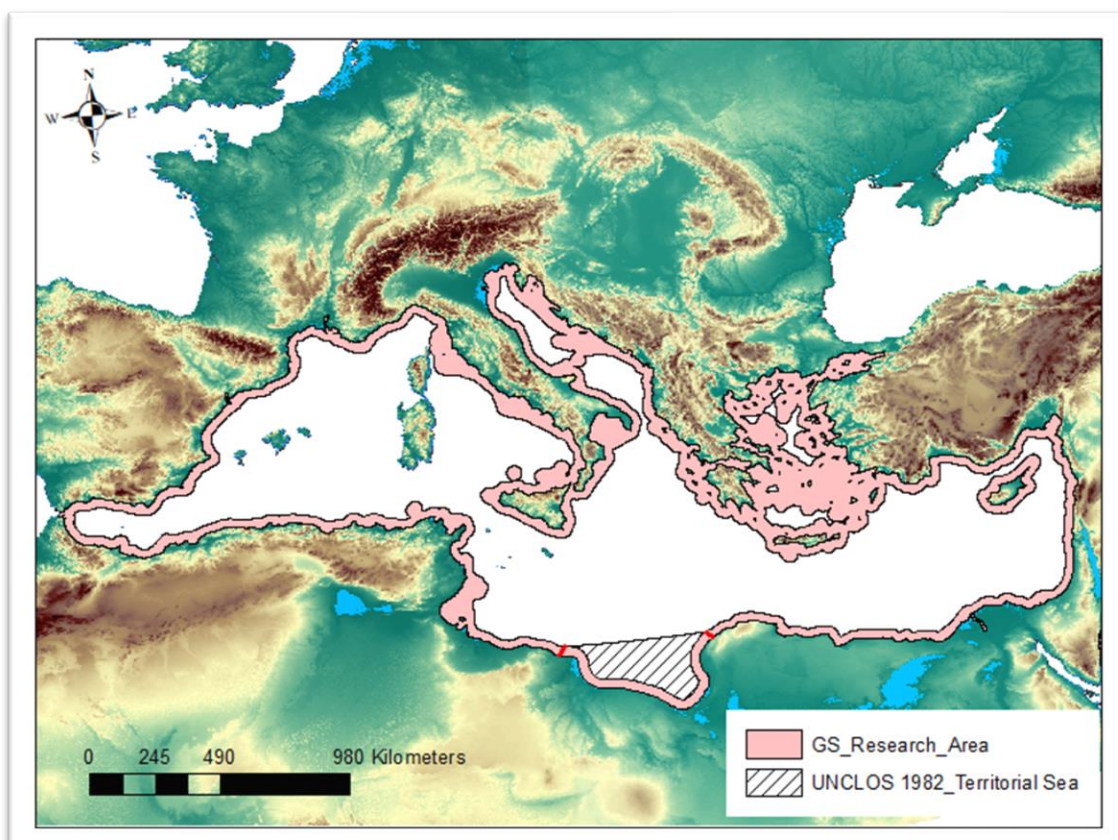 N
W E
S
0 245 490 980 Kilometers
GS_Research_Area
UNCLOS 1982_Territorial Sea